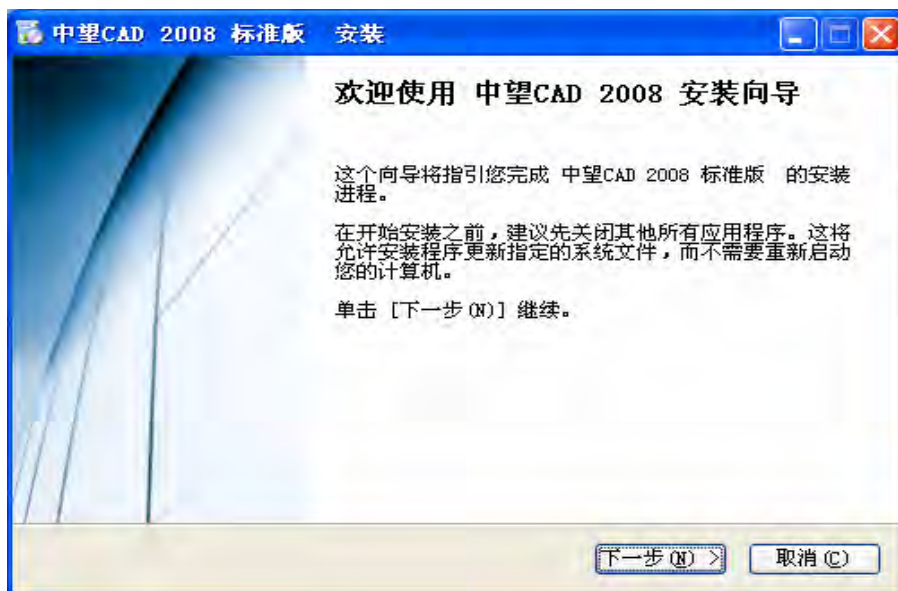 中望CAD 2008 标准版 安装
欢迎使用 中望CAD 2008 安装向导
这个向导将指引您完成 中望CAD 2008 标准版 的安装
进程。
在开始安装之前，建议先关闭其他所有应用程序。这将
允许安装程序更新指定的系统文件，而不需要重新启动
您的计算机。
单击 [下一步(N)] 继续。
下一步(N) >
取消(C)